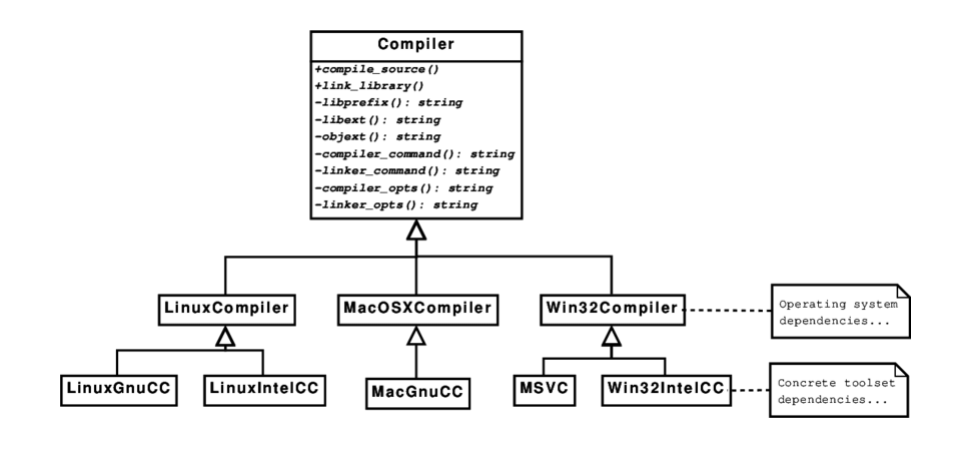 Compiler
+compile_source()
+link_library()
-libprefix(): string
-libext(): string
-objext(): string
-compiler_command(): string
-linker_command(): string
-compiler_opts(): string
-linker_opts(): string
LinuxCompiler
MacOSXCompiler
Win32Compiler
Operating system
dependencies...
LinuxGnuCC
LinuxIntelCC
MacGnuCC
MSVC
Win32IntelCC
Concrete toolset
dependencies...